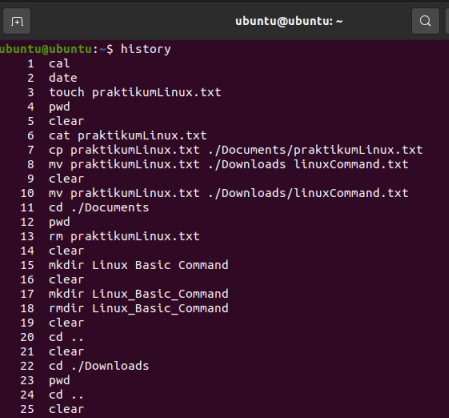 ubuntu@ubuntu: ~
ubuntu@ubuntu:~$ history
1 cal
2 date
3 touch praktikumLinux.txt
4 pwd
5 clear
6 cat praktikumLinux.txt
7 cp praktikumLinux.txt ./Documents/praktikumLinux.txt
8 mv praktikumLinux.txt ./Downloads linuxCommand.txt
9 clear
10 mv praktikumLinux.txt ./Downloads/linuxCommand.txt
11 cd ./Documents
12 pwd
13 rm praktikumLinux.txt
14 clear
15 mkdir Linux Basic Command
16 clear
17 mkdir Linux_Basic_Command
18 rmdir Linux_Basic_Command
19 clear
20 cd ..
21 clear
22 cd ./Downloads
23 pwd
24 cd ..
25 clear